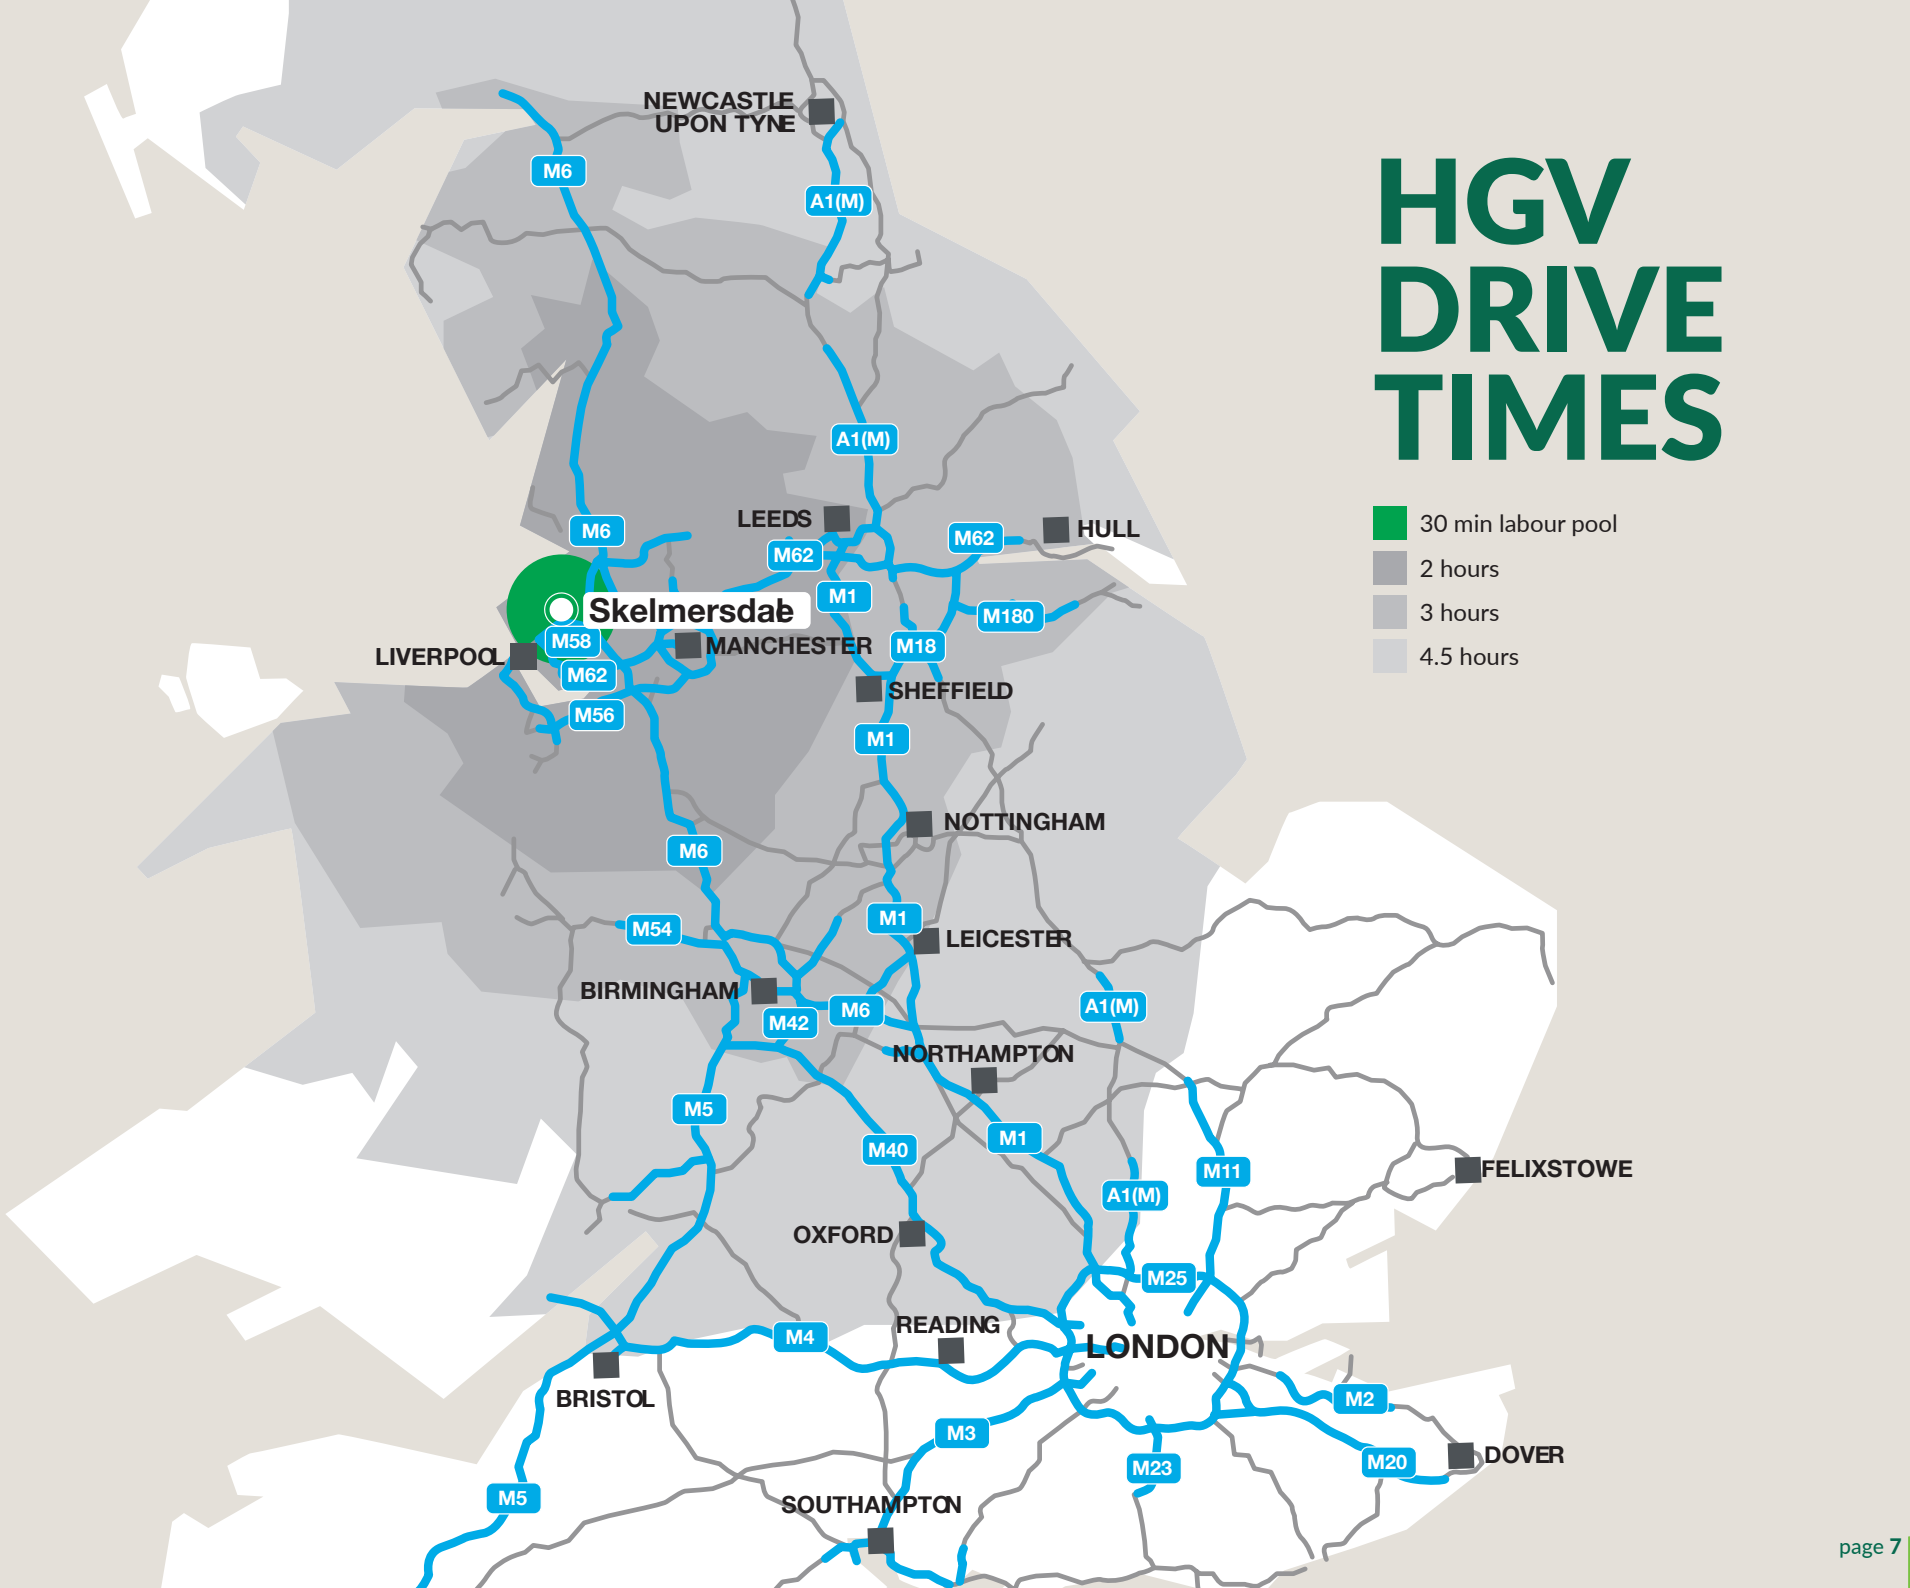 HGV
DRIVE
TIMES
30 min labour pool
2 hours
3 hours
4.5 hours
NEWCASTLE
UPON TYNE
M6
A1(M)
A1(M)
LEEDS
M6
M62
M62
HULL
Skelmersdale
M1
M180
M58
MANCHESTER
M18
LIVERPOOL
M62
SHEFFIELD
M56
M1
NOTTINGHAM
M6
M1
M54
LEICESTER
BIRMINGHAM
M6
A1(M)
M42
NORTHAMPTON
M5
M1
M40
M11
FELIXSTOWE
A1(M)
OXFORD
M25
READING
M4
LONDON
BRISTOL
M2
M3
DOVER
M23
M20
M5
SOUTHAMPTON
page 7